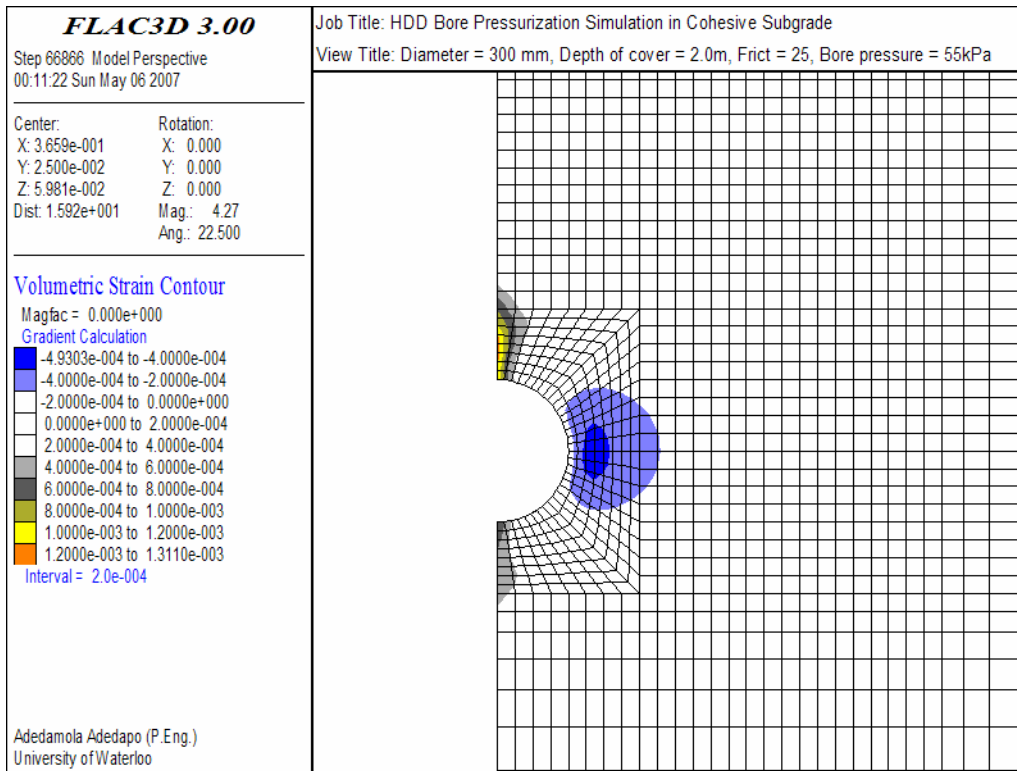 FLAC3D 3.00
Step 66866 Model Perspective
00:11:22 Sun May 06 2007
Center: Rotation:
X: 3.659e-001 X: 0.000
Y: 2.500e-002 Y: 0.000
Z: 5.981e-002 Z: 0.000
Dist: 1.592e+001 Mag.: 4.27
Ang.: 22.500
Volumetric Strain Contour
Magfac = 0.000e+000
Gradient Calculation
-4.9303e-004 to -4.0000e-004
-4.0000e-004 to -2.0000e-004
-2.0000e-004 to 0.0000e+000
0.0000e+000 to 2.0000e-004
2.0000e-004 to 4.0000e-004
4.0000e-004 to 6.0000e-004
6.0000e-004 to 8.0000e-004
8.0000e-004 to 1.0000e-003
1.0000e-003 to 1.2000e-003
1.2000e-003 to 1.3110e-003
Interval = 2.0e-004
Adedamola Adedapo (P.Eng.)
University of Waterloo
Job Title: HDD Bore Pressurization Simulation in Cohesive Subgrade
View Title: Diameter = 300 mm, Depth of cover = 2.0m, Frict = 25, Bore pressure = 55kPa